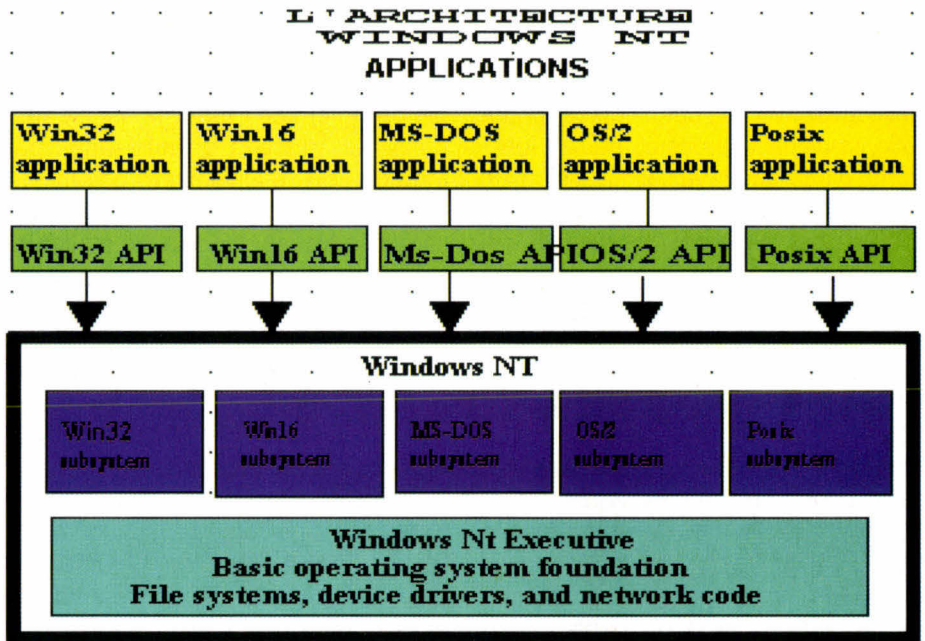 L'ARCHITECTURE
WINDOWS NT
APPLICATIONS
Win32
application
Win16
application
MS-DOS
application
OS/2
application
Posix
application
Win32 API
Win16 API
Ms-Dos API
OS/2 API
Posix API
Windows NT
Win32
subsystem
Win16
subsystem
MS-DOS
subsystem
OS/2
subsystem
Posix
subsystem
Windows Nt Executive
Basic operating system foundation
File systems, device drivers, and network code